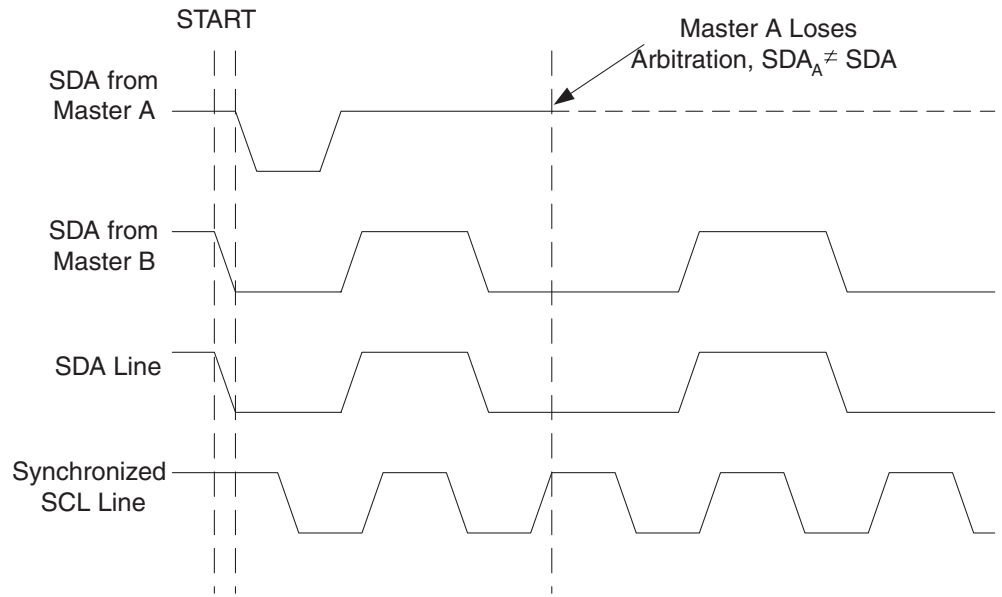 START
Master A Loses
Arbitration, SDA_A ≠ SDA
SDA from
Master A
SDA from
Master B
SDA Line
Synchronized
SCL Line